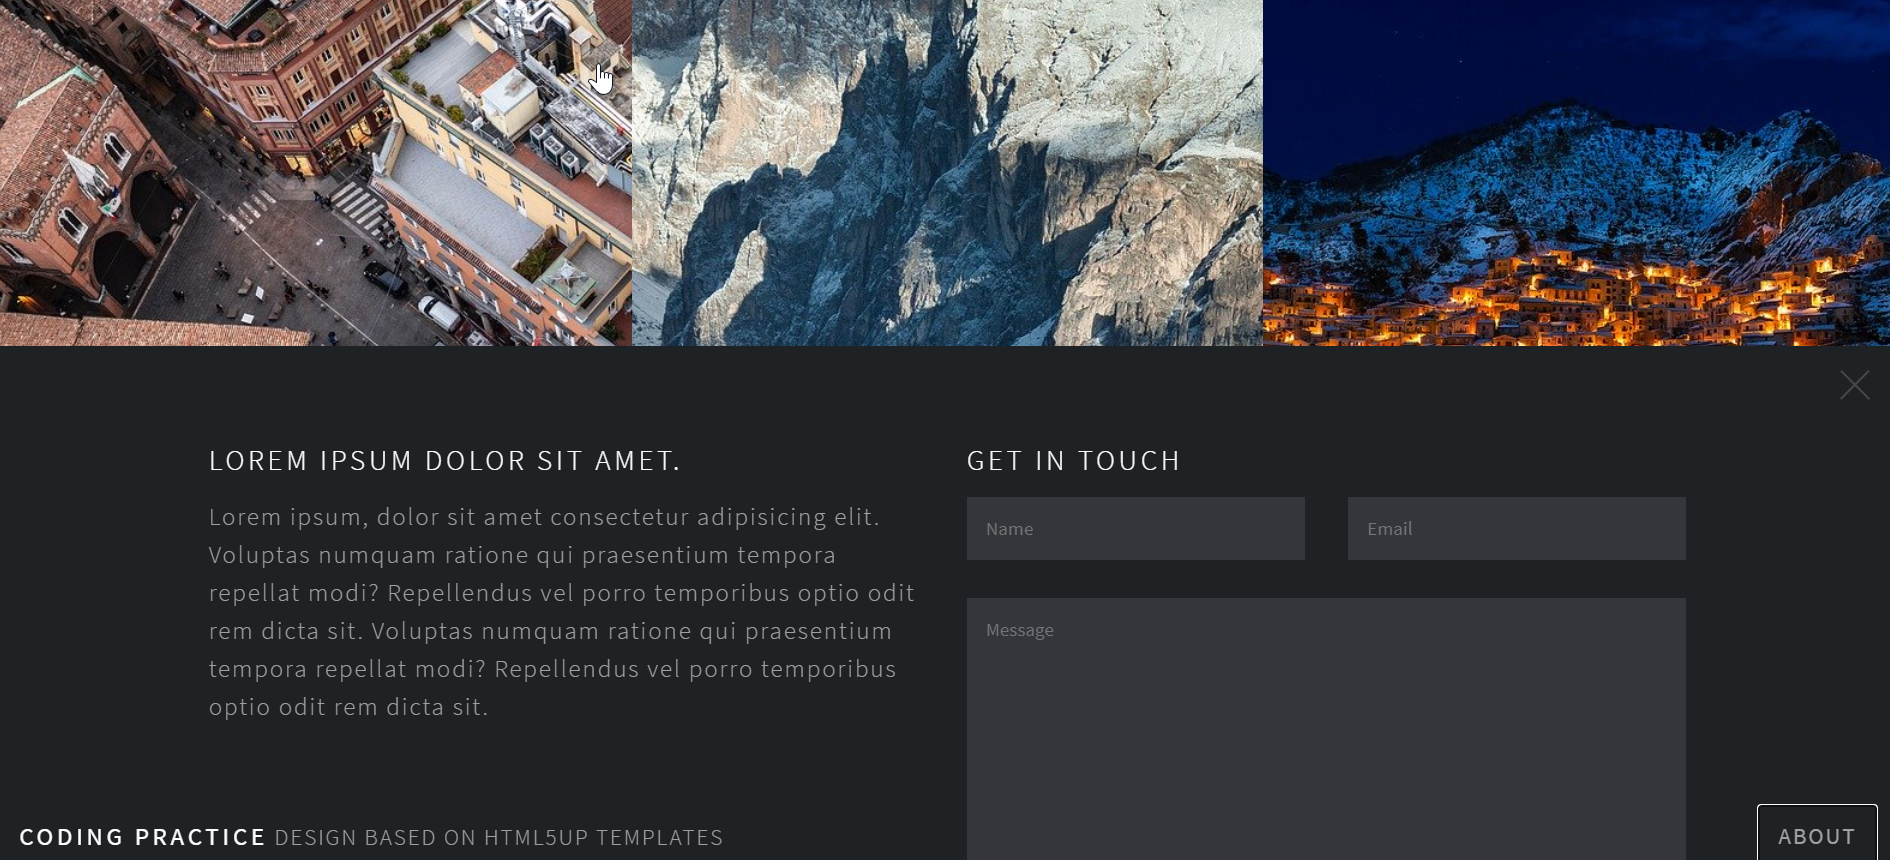 LOREM IPSUM DOLOR SIT AMET.
Lorem ipsum, dolor sit amet consectetur adipisicing elit.
Voluptas numquam ratione qui praesentium tempora
repellat modi? Repellendus vel porro temporibus optio odit
rem dicta sit. Voluptas numquam ratione qui praesentium
tempora repellat modi? Repellendus vel porro temporibus
optio odit rem dicta sit.
GET IN TOUCH
Name
Email
Message
CODING PRACTICE DESIGN BASED ON HTML5UP TEMPLATES
ABOUT